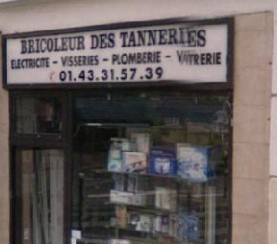 BRICOLEUR DES TANNERIES
ELECTRICITE - VISSERIES - PLOMBERIE - VITRERIE
01.43.31.57.39